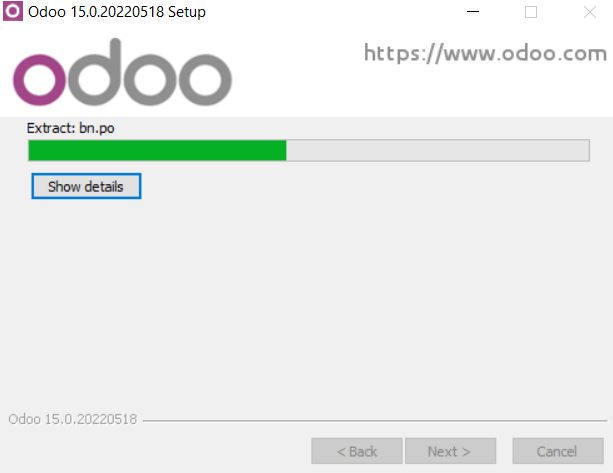 Odoo 15.0.20220518 Setup
odoo
https://www.odoo.com
Extract: bn.po
Show details
Odoo 15.0.20220518
< Back
Next >
Cancel